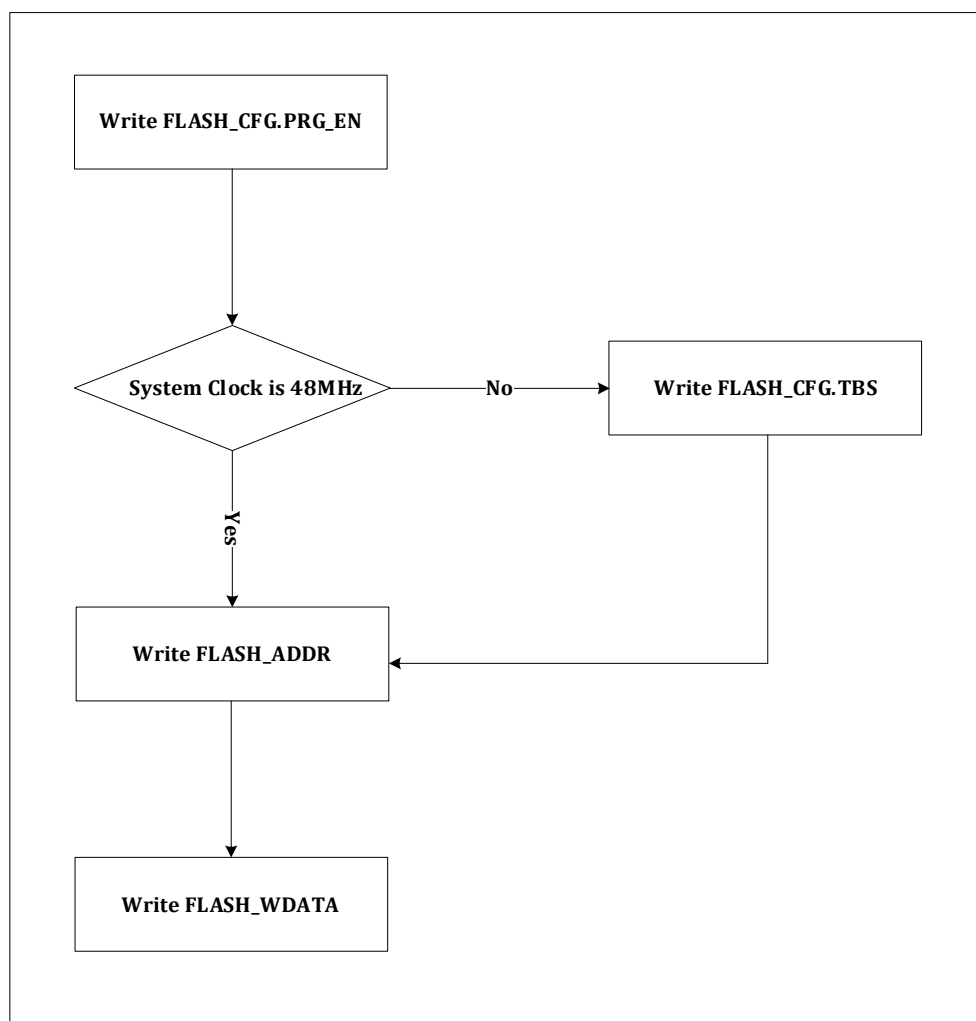 Write FLASH_CFG.PRG_EN
System Clock is 48MHz
No
Write FLASH_CFG.TBS
Yes
Write FLASH_ADDR
Write FLASH_WDATA